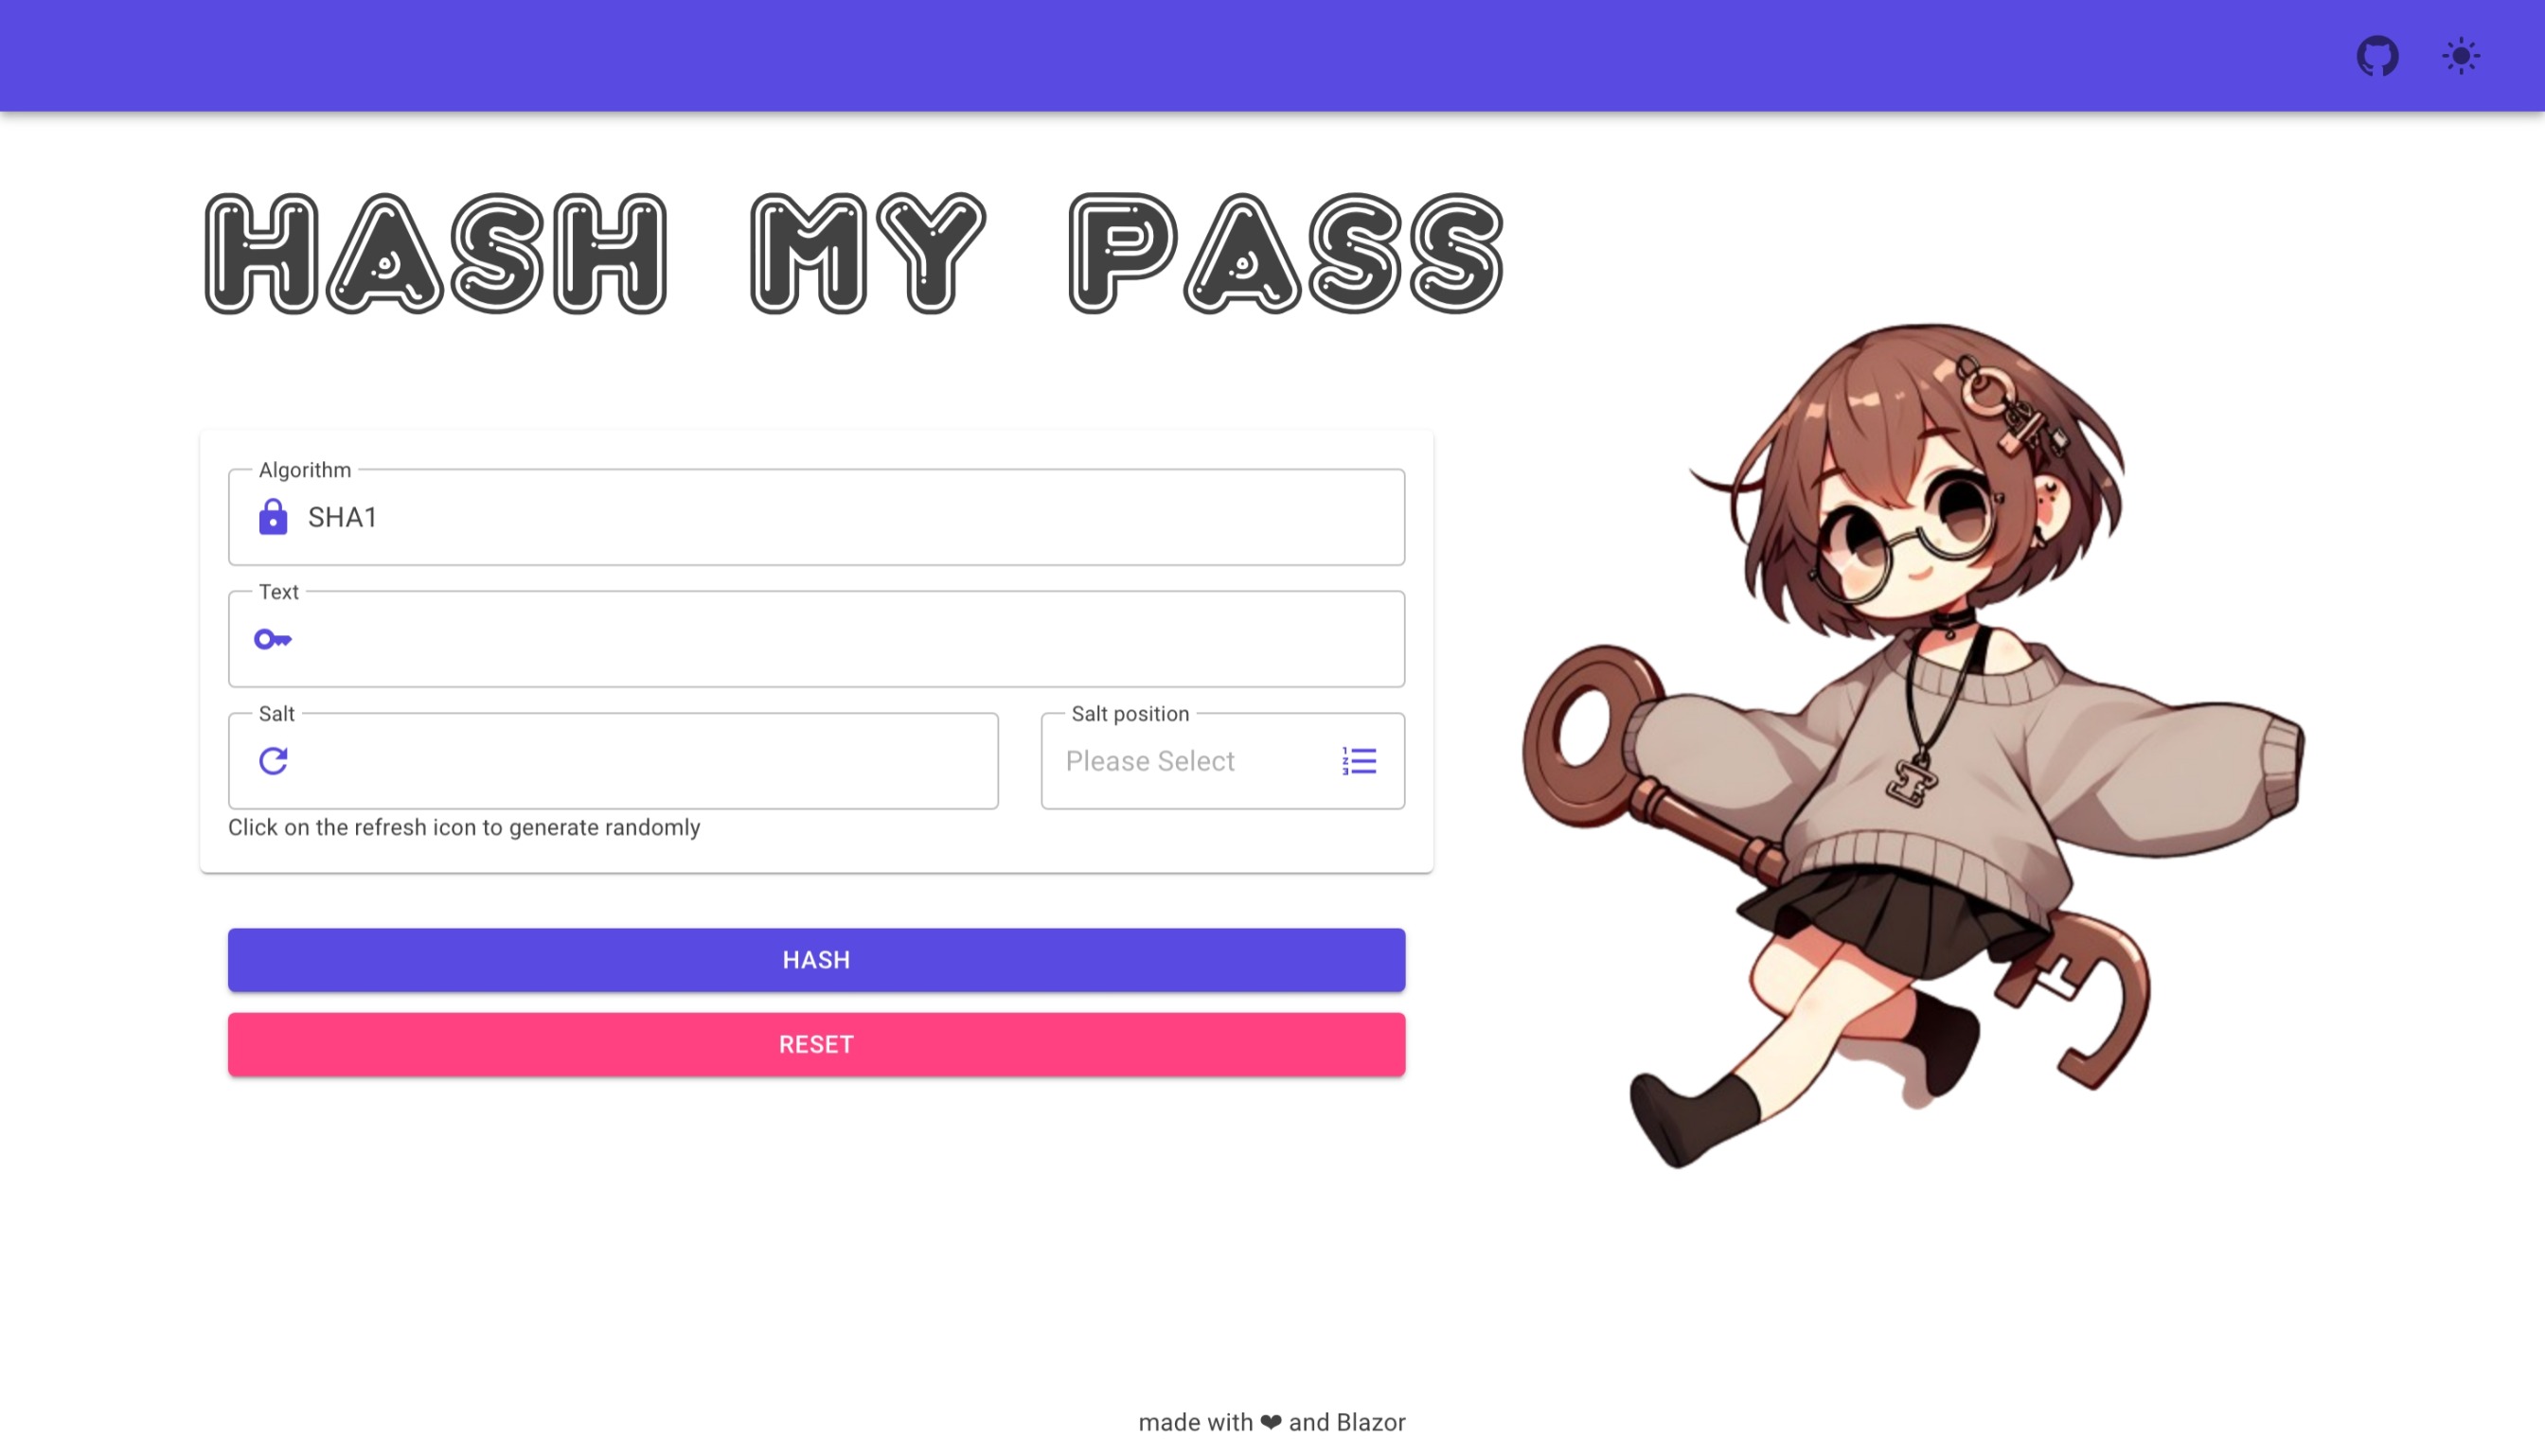 HASH MY PASS
Algorithm
SHA1
Text
Salt
Salt position
Please Select
Click on the refresh icon to generate randomly
HASH
RESET
made with ❤ and Blazor